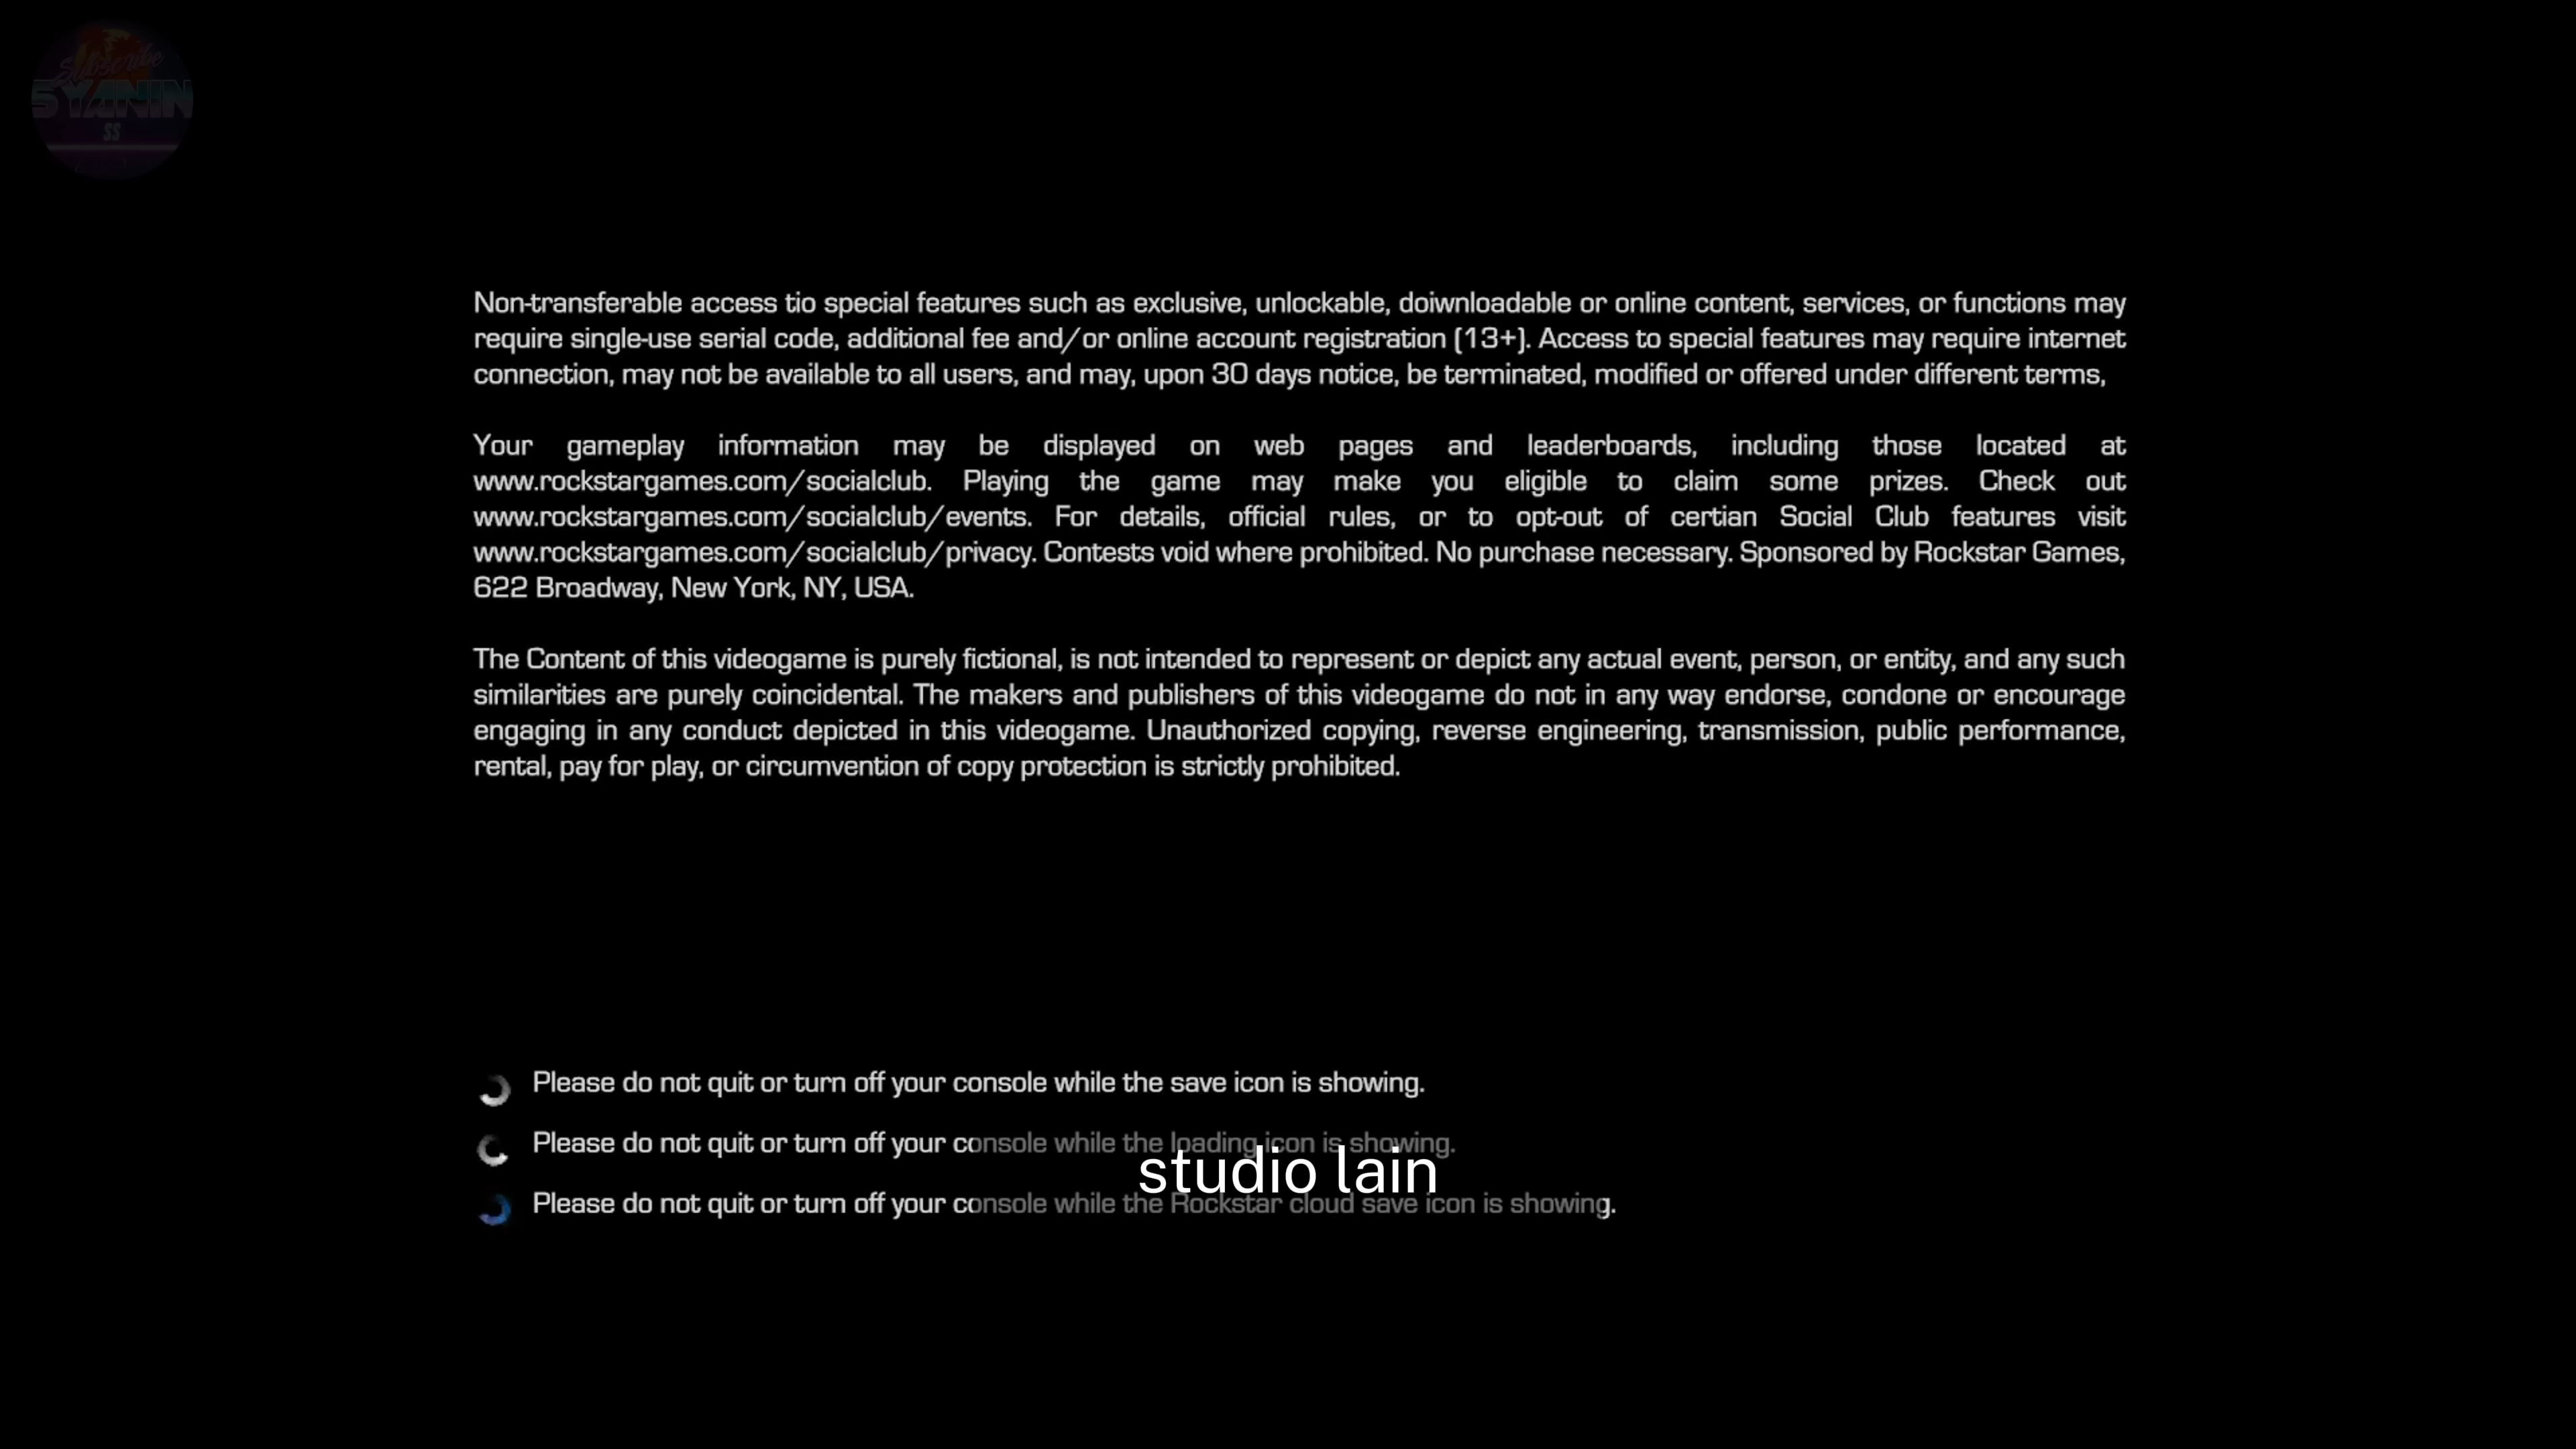 Subscribe
SYANIN
SS
Non-transferable access tio special features such as exclusive, unlockable, doiwnloadable or online content, services, or functions may
require single-use serial code, additional fee and/or online account registration (13+). Access to special features may require internet
connection, may not be available to all users, and may, upon 30 days notice, be terminated, modified or offered under different terms,
Your gameplay information may be displayed on web pages and leaderboards, including those located at
www.rockstargames.com/socialclub. Playing the game may make you eligible to claim some prizes. Check out
www.rockstargames.com/socialclub/events. For details, official rules, or to opt-out of certian Social Club features visit
www.rockstargames.com/socialclub/privacy. Contests void where prohibited. No purchase necessary. Sponsored by Rockstar Games,
622 Broadway, New York, NY, USA.
The Content of this videogame is purely fictional, is not intended to represent or depict any actual event, person, or entity, and any such
similarities are purely coincidental. The makers and publishers of this videogame do not in any way endorse, condone or encourage
engaging in any conduct depicted in this videogame. Unauthorized copying, reverse engineering, transmission, public performance,
rental, pay for play, or circumvention of copy protection is strictly prohibited.
Please do not quit or turn off your console while the save icon is showing.
Please do not quit or turn off your console while the loading icon is showing.
studio lain
Please do not quit or turn off your console while the Rockstar cloud save icon is showing.